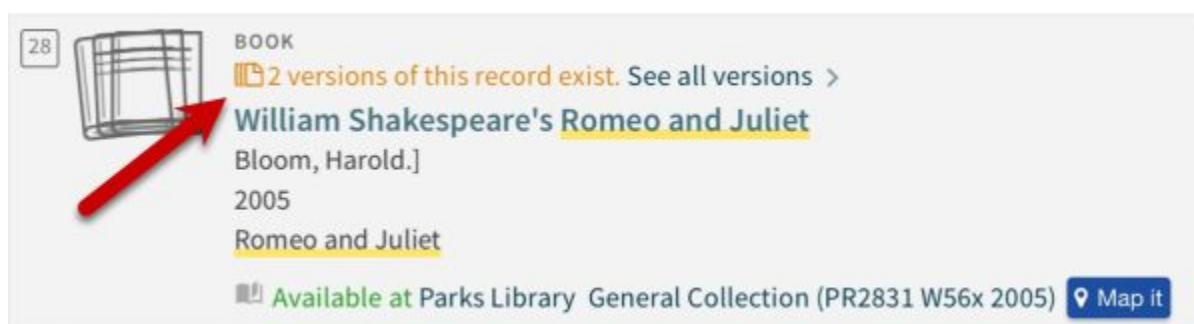 28
BOOK
2 versions of this record exist. See all versions >
William Shakespeare's Romeo and Juliet
Bloom, Harold.]
2005
Romeo and Juliet
Available at Parks Library General Collection (PR2831 W56x 2005) Map it